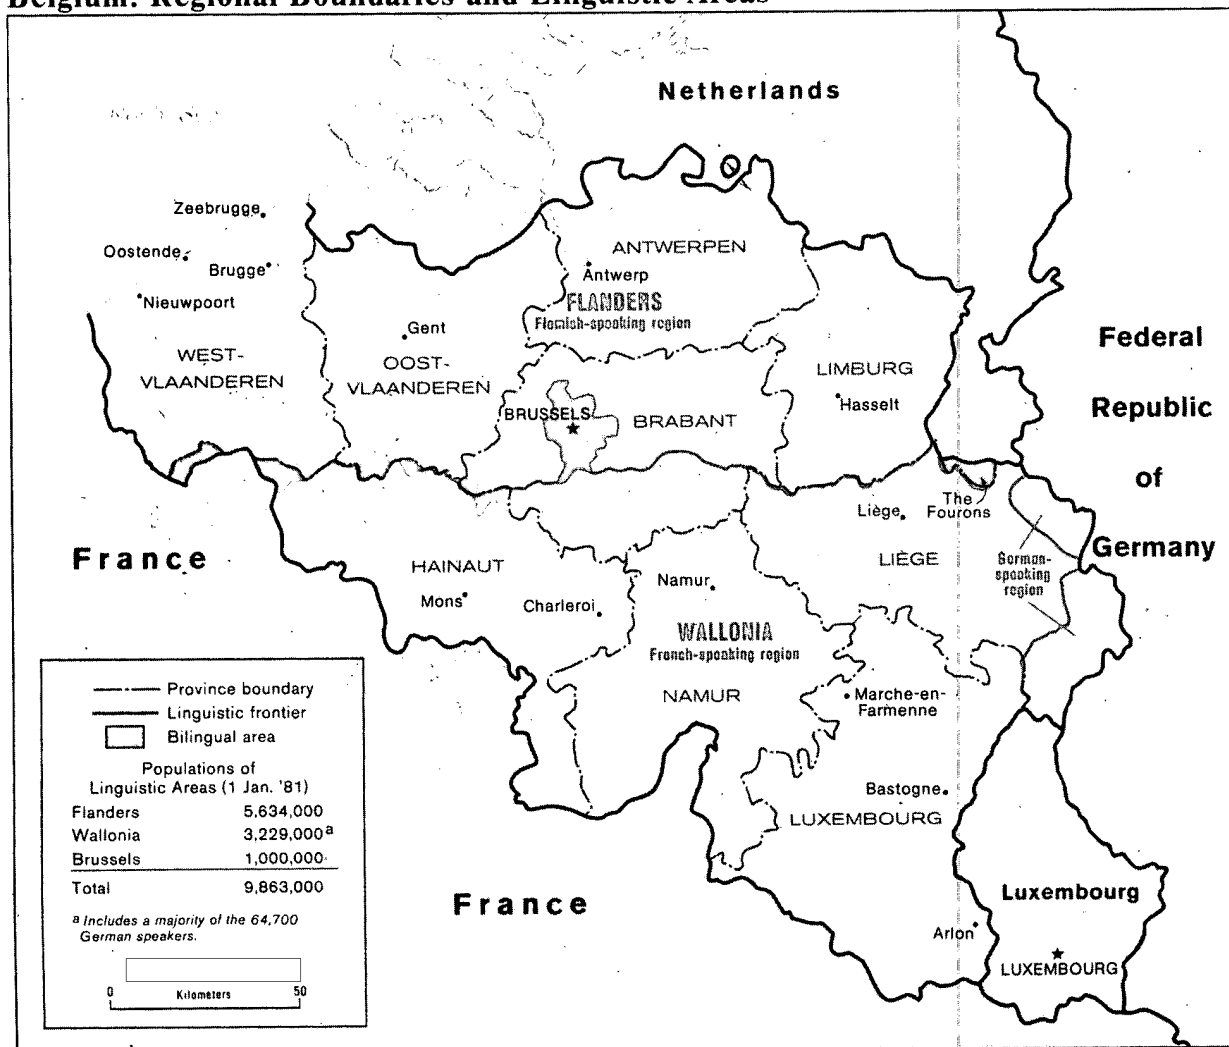 Belgium: Regional Boundaries and Linguistic Areas
Netherlands
Zeebrugge
Oostende
Brugge
Nieuwpoort
ANTWERPEN
Antwerp
FLANDERS
Flemish-speaking region
Gent
WEST-
VLAANDEREN
OOST-
VLAANDEREN
LIMBURG
Hasselt
BRUSSELS
BRABANT
Federal
Republic
of
Germany
The
Fourons
Liège
LIÈGE
German-
speaking
region
France
HAINAUT
Mons
Charleroi
Namur
WALLONIA
French-speaking region
NAMUR
Marche-en-
Farmenne
Bastogne
LUXEMBOURG
Arlon
Luxembourg
LUXEMBOURG
France
Province boundary
Linguistic frontier
Bilingual area
Populations of
Linguistic Areas (1 Jan. '81)
Flanders 5,634,000
Wallonia 3,229,000a
Brussels 1,000,000
Total 9,863,000
a Includes a majority of the 64,700
German speakers.
0 Kilometers 50